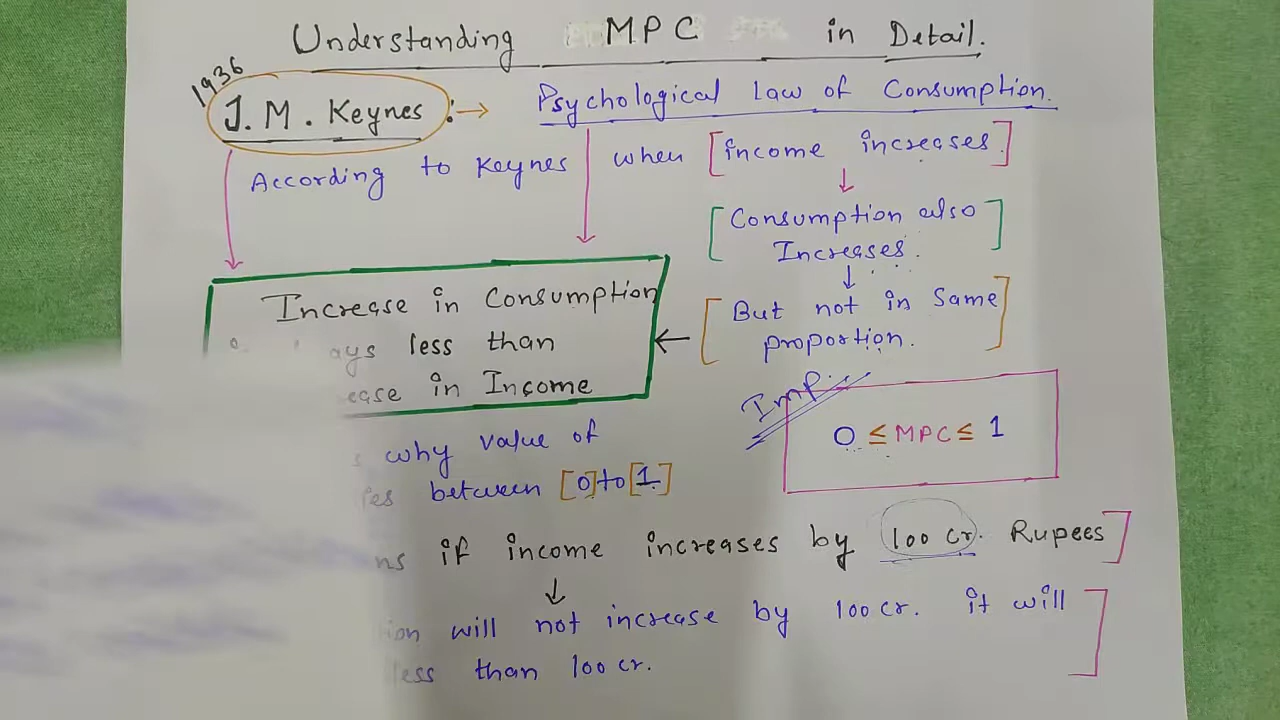 Understanding MPC in Detail.
1936
J. M. Keynes :→ Psychological Law of Consumption.
According to Keynes when [income increases.]
[Consumption also
Increases.]
[But not in Same
proportion.]
Increase in Consumption
less than
in Income
Imp.
0 ≤ MPC ≤ 1
why value of
between [0] to [1]
if income increases by 100 cr. Rupees]
will not increase by 100 cr. it will
than 100 cr.